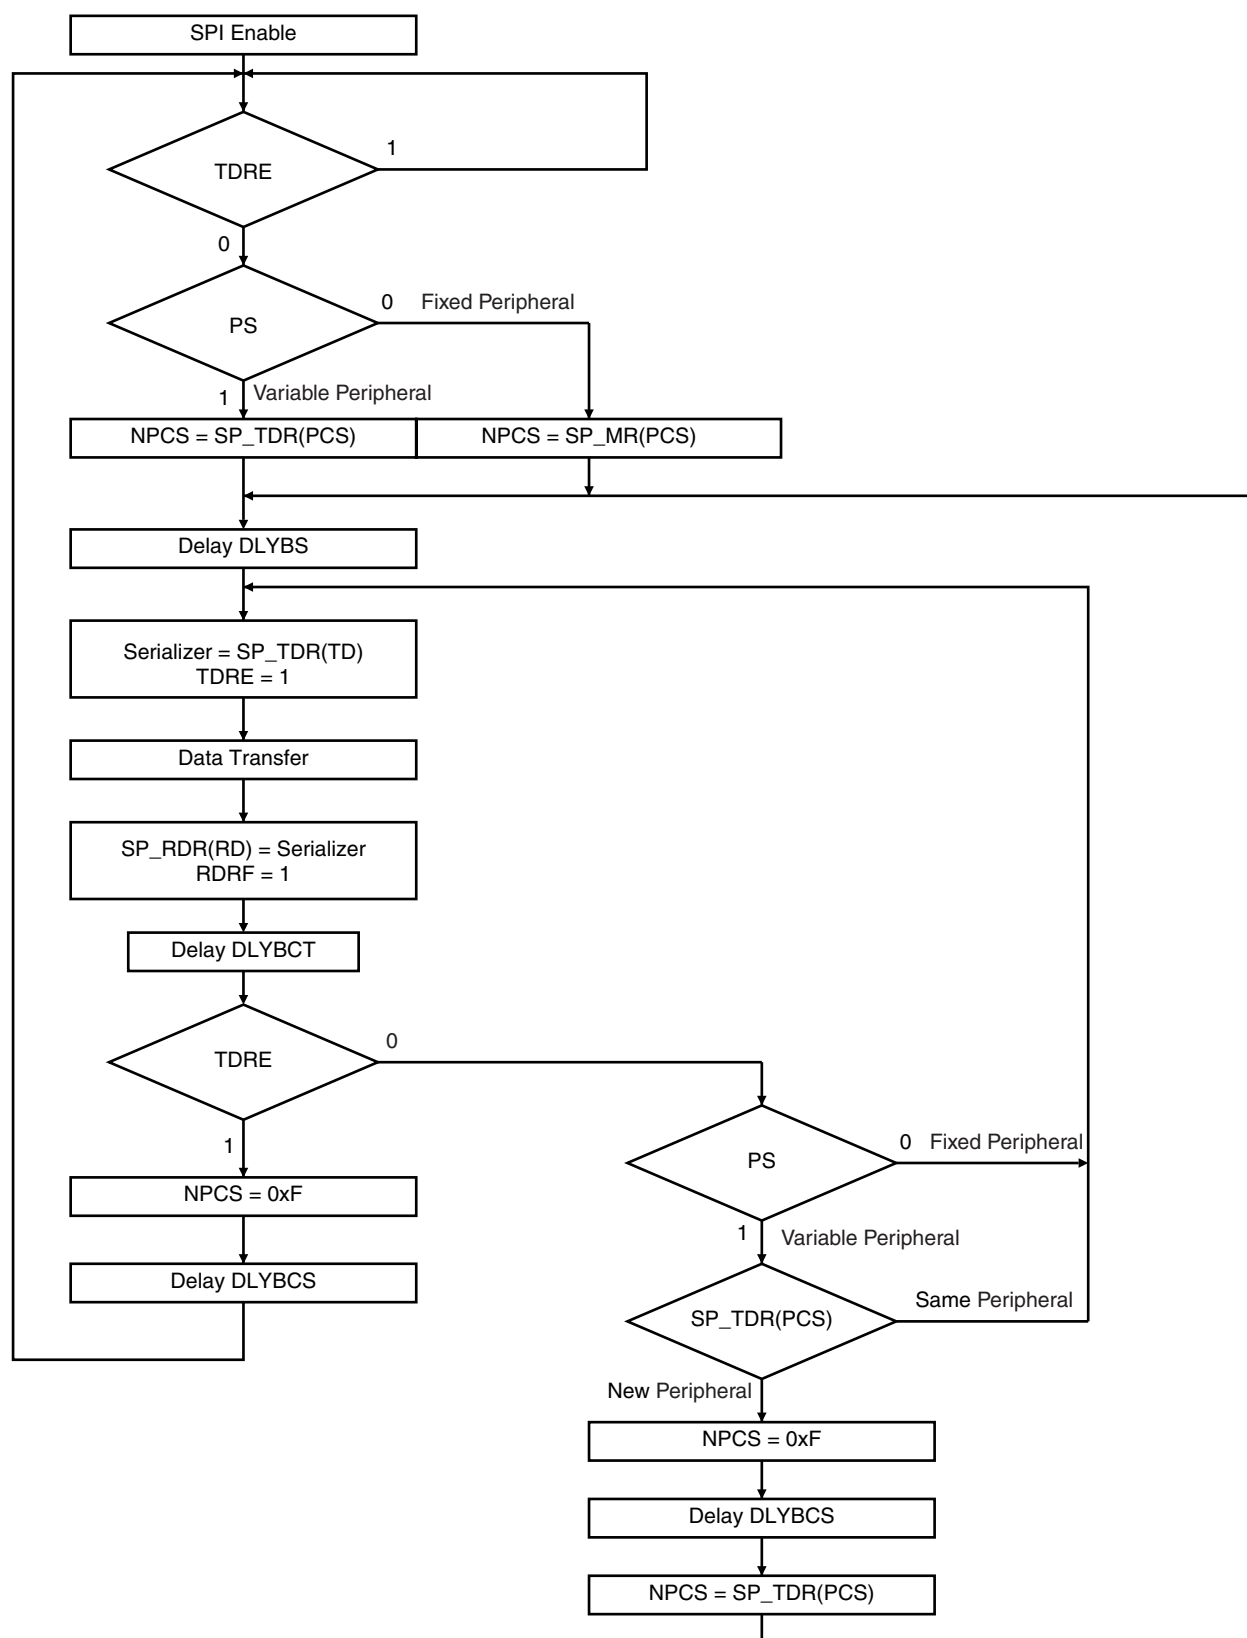 SPI Enable
1
TDRE
0
0 Fixed Peripheral
PS
1 Variable Peripheral
NPCS = SP_TDR(PCS)
NPCS = SP_MR(PCS)
Delay DLYBS
Serializer = SP_TDR(TD)
TDRE = 1
Data Transfer
SP_RDR(RD) = Serializer
RDRF = 1
Delay DLYBCT
0
TDRE
1
0 Fixed Peripheral
PS
NPCS = 0xF
1 Variable Peripheral
Delay DLYBCS
Same Peripheral
SP_TDR(PCS)
New Peripheral
NPCS = 0xF
Delay DLYBCS
NPCS = SP_TDR(PCS)